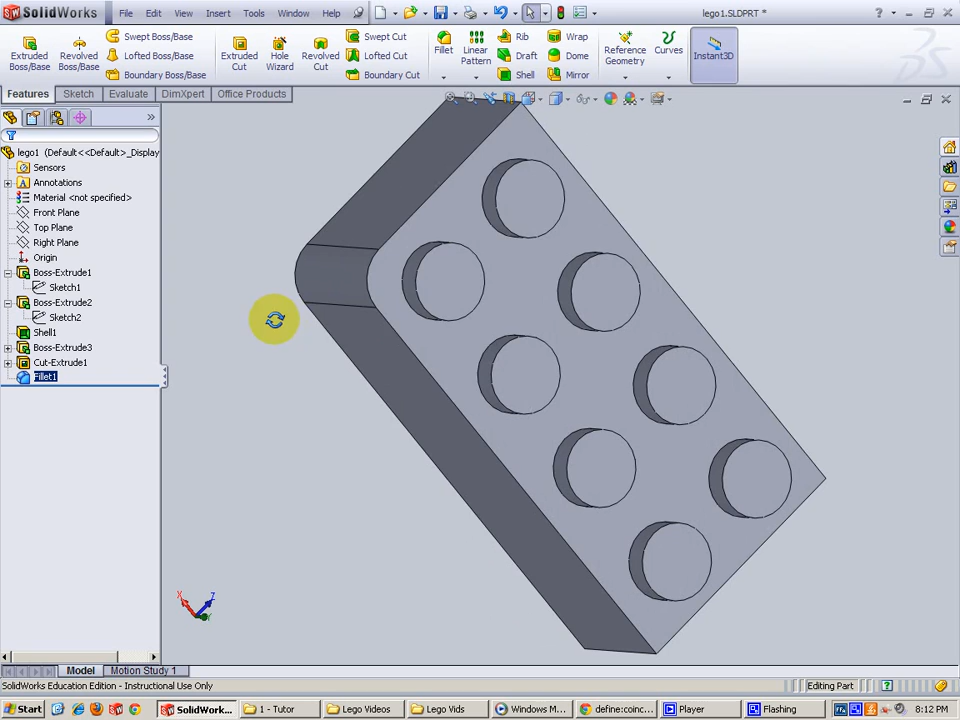 SolidWorks File Edit View Insert Tools Window Help lego1.SLDPRT * ?
Extruded Boss/Base
Revolved Boss/Base
Swept Boss/Base
Lofted Boss/Base
Boundary Boss/Base
Extruded Cut
Hole Wizard
Revolved Cut
Swept Cut
Lofted Cut
Boundary Cut
Fillet
Linear Pattern
Rib
Draft
Shell
Wrap
Dome
Mirror
Reference Geometry
Curves
Instant3D
Features Sketch Evaluate DimXpert Office Products
lego1 (Default<<Default>_Display
Sensors
Annotations
Material <not specified>
Front Plane
Top Plane
Right Plane
Origin
Boss-Extrude1
Sketch1
Boss-Extrude2
Sketch2
Shell1
Boss-Extrude3
Cut-Extrude1
Fillet1
X Z Y
Model Motion Study 1
SolidWorks Education Edition - Instructional Use Only Editing Part ?
Start SolidWorks... 1 - Tutor Lego Videos Lego Vids Windows M... define:coinc... Player Flashing 8:12 PM